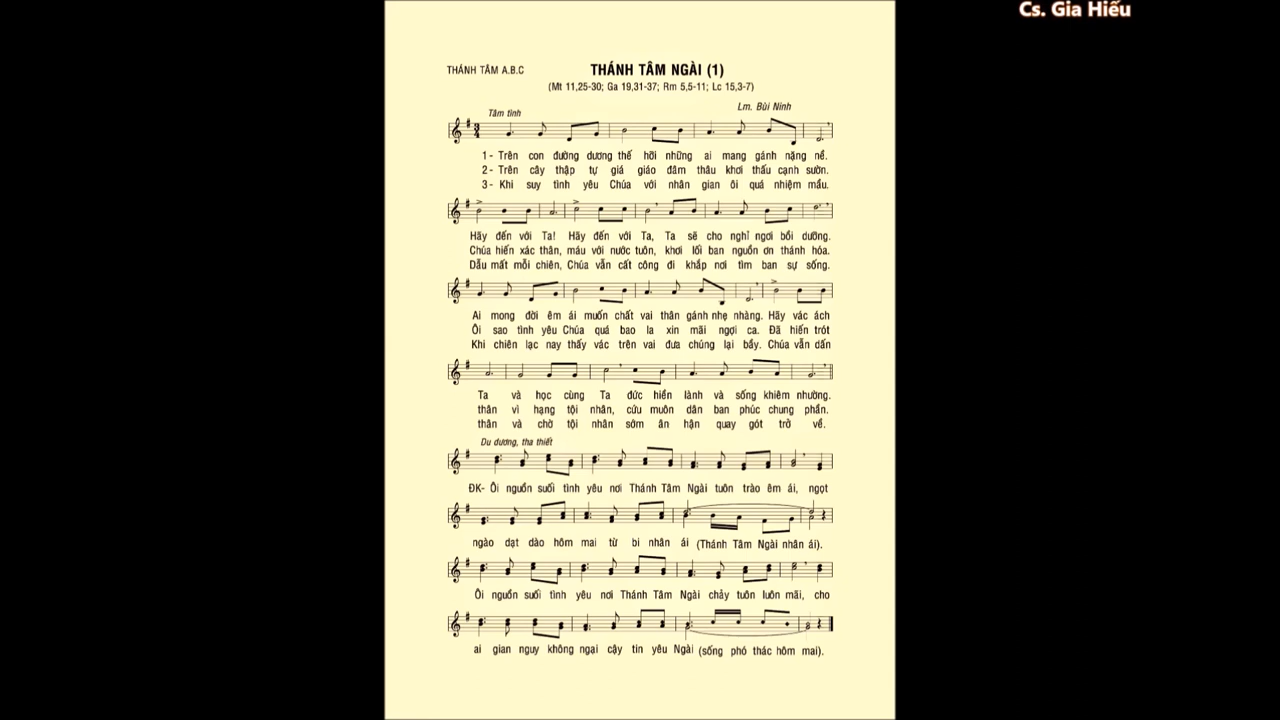 Cs. Gia Hiếu
THÁNH TÂM A.B.C
THÁNH TÂM NGÀI (1)
(Mt 11,25-30; Ga 19,31-37; Rm 5,5-11; Lc 15,3-7)
Lm. Bùi Ninh
Tâm tình
1- Trên con đường dương thế hỡi những ai mang gánh nặng nề.
2- Trên cây thập tự giá giáo đâm thâu khơi thấu cạnh sườn.
3- Khi suy tình yêu Chúa với nhân gian ôi quá nhiệm mầu.
Hãy đến với Ta! Hãy đến với Ta, Ta sẽ cho nghỉ ngơi bồi dưỡng.
Chúa hiến xác thân, máu với nước tuôn, khơi lối ban nguồn ơn thánh hóa.
Dẫu mất mỗi chiên, Chúa vẫn cất công đi khắp nơi tìm ban sự sống.
Ai mong đời êm ái muốn chất vai thân gánh nhẹ nhàng. Hãy vác ách
Ôi sao tình yêu Chúa quá bao la xin mãi ngợi ca. Đã hiến trót
Khi chiên lạc nay thấy vác trên vai đưa chúng lại bầy. Chúa vẫn dấn
Ta và học cùng Ta đức hiền lành và sống khiêm nhường.
thân vì hạng tội nhân, cứu muôn dân ban phúc chung phần.
thân và chờ tội nhân sớm ăn hận quay gót trở về.
Du dương, tha thiết
ĐK- Ôi nguồn suối tình yêu nơi Thánh Tâm Ngài tuôn trào êm ái, ngọt
ngào dạt dào hôm mai từ bi nhân ái (Thánh Tâm Ngài nhân ái).
Ôi nguồn suối tình yêu nơi Thánh Tâm Ngài chảy tuôn luôn mãi, cho
ai gian nguy không ngại cậy tin yêu Ngài (sống phó thác hôm mai).